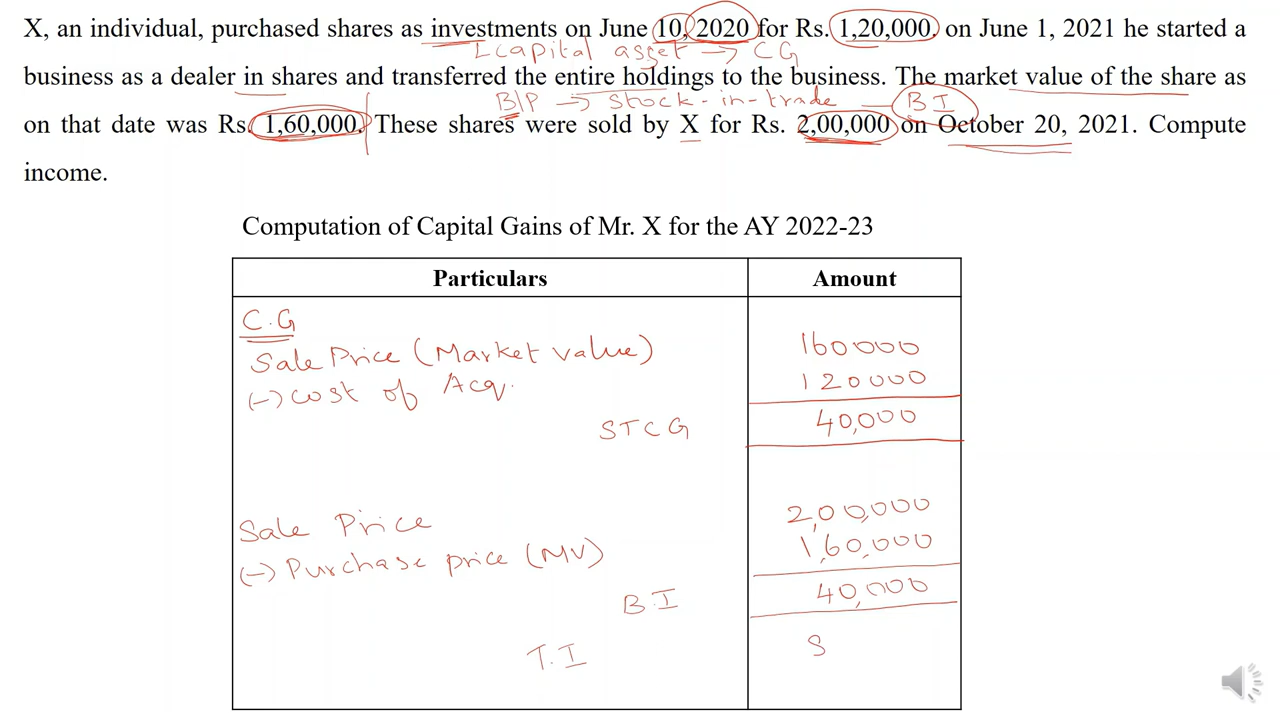 X, an individual, purchased shares as investments on June 10, 2020 for Rs. 1,20,000. on June 1, 2021 he started a
capital asset → CG
business as a dealer in shares and transferred the entire holdings to the business. The market value of the share as
B/P → Stock-in-trade — BI
on that date was Rs. 1,60,000. These shares were sold by X for Rs. 2,00,000 on October 20, 2021. Compute
income.
Computation of Capital Gains of Mr. X for the AY 2022-23
Particulars Amount
C.G
Sale Price (Market value) 160000
(-) Cost of Acq. 120000
STCG 40,000
Sale Price 2,00,000
(-) Purchase price (MV) 1,60,000
B.I 40,000
T.I 8